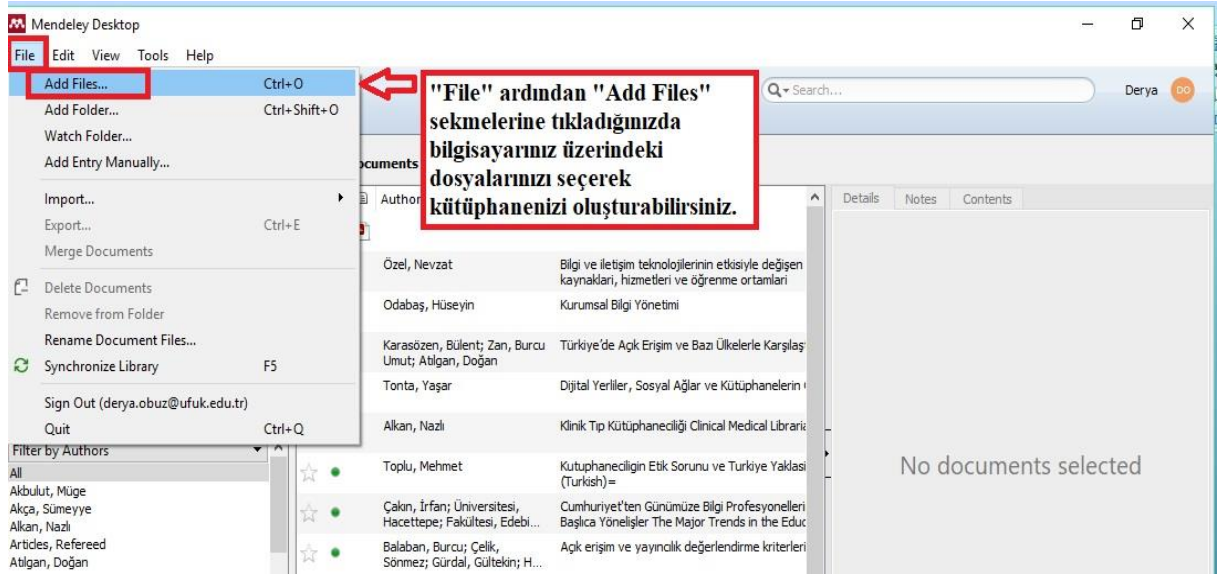 Mendeley Desktop
File Edit View Tools Help
Add Files... Ctrl+O
Add Folder... Ctrl+Shift+O
Watch Folder...
Add Entry Manually...
Import...
Export... Ctrl+E
Merge Documents
Delete Documents
Remove from Folder
Rename Document Files...
Synchronize Library F5
Sign Out (derya.obuz@ufuk.edu.tr)
Quit Ctrl+Q
"File" ardından "Add Files"
sekmelerine tıkladığınızda
bilgisayarınız üzerindeki
dosyalarınızı seçerek
kütüphanenizi oluşturabilirsiniz.
Search...
Derya DO
Details Notes Contents
No documents selected
Özel, Nevzat Bilgi ve iletişim teknolojilerinin etkisiyle değişen
kaynaklari, hizmetleri ve öğrenme ortamlari
Odabaş, Hüseyin Kurumsal Bilgi Yönetimi
Karasözen, Bülent; Zan, Burcu Türkiye'de Açık Erişim ve Bazı Ülkelerle
Umut; Atılgan, Doğan
Tonta, Yaşar Dijital Yerliler, Sosyal Ağlar ve Kütüphanelerin
Alkan, Nazlı Klinik Tıp Kütüphaneciliği Clinical Medical
Toplu, Mehmet Kutuphaneciligin Etik Sorunu ve Turkiye
(Turkish)=
Çakın, İrfan; Üniversitesi, Cumhuriyet'ten Günümüze Bilgi
Hacettepe; Fakültesi, Edebi... Başlıca Yönelişler The Major Trends in the
Balaban, Burcu; Çelik, Açık erişim ve yayıncılık değerlendirme kriterleri
Sönmez; Gürdal, Gültekin; H...
Filter by Authors
All
Akbulut, Müge
Akça, Sümeyye
Alkan, Nazlı
Articles, Refereed
Atılgan, Doğan